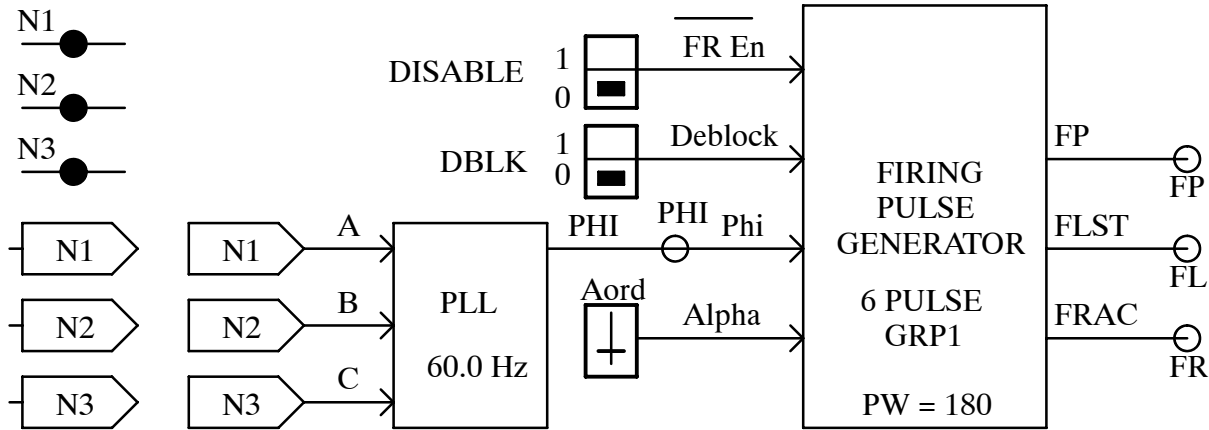 N1
N2
N3
DISABLE
1
0
FR En
DBLK
1
0
Deblock
N1
N2
N3
N1
N2
N3
A
B
C
PLL
60.0 Hz
PHI
PHI
Phi
Aord
Alpha
FIRING
PULSE
GENERATOR
6 PULSE
GRP1
PW = 180
FP
FP
FLST
FL
FRAC
FR